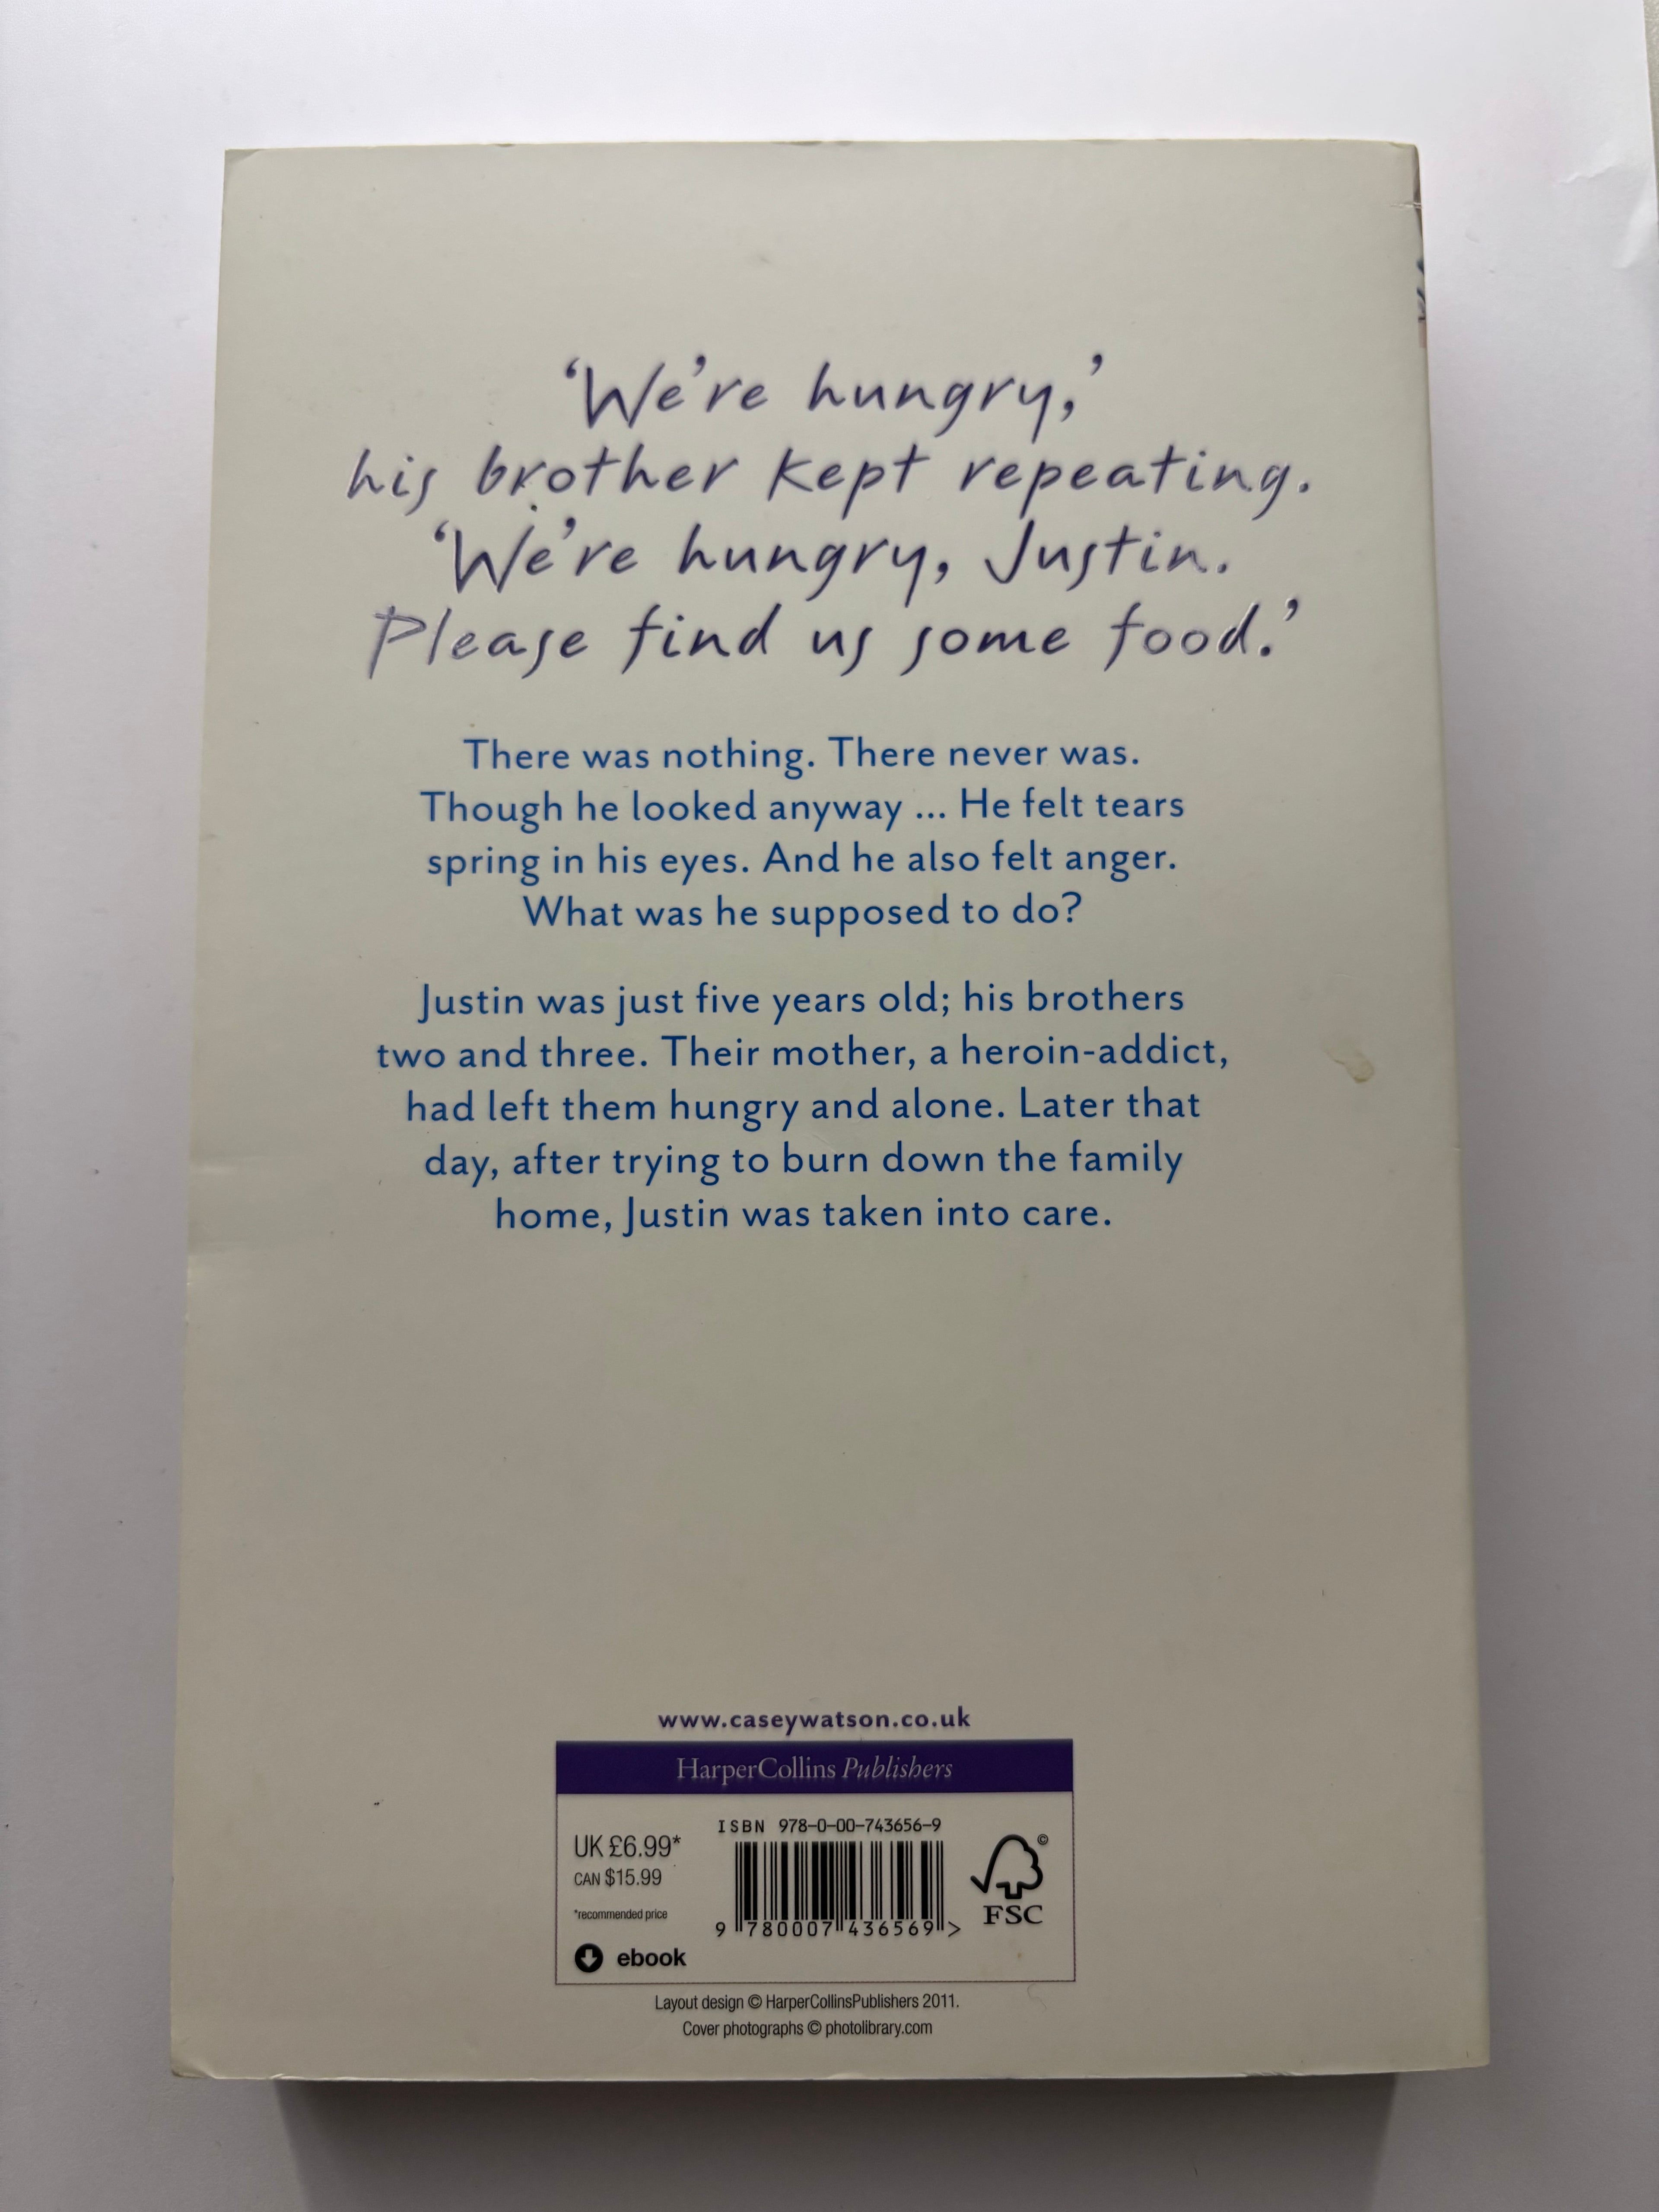 ‘We’re hungry,’
his brother kept repeating.
‘We’re hungry, Justin.
Please find us some food.’
There was nothing. There never was.
Though he looked anyway ... He felt tears
spring in his eyes. And he also felt anger.
What was he supposed to do?
Justin was just five years old; his brothers
two and three. Their mother, a heroin-addict,
had left them hungry and alone. Later that
day, after trying to burn down the family
home, Justin was taken into care.
www.caseywatson.co.uk
HarperCollins Publishers
UK £6.99*
CAN $15.99
*recommended price
ebook
ISBN 978-0-00-743656-9
9 780007 436569 >
©
FSC
Layout design © HarperCollinsPublishers 2011.
Cover photographs © photolibrary.com